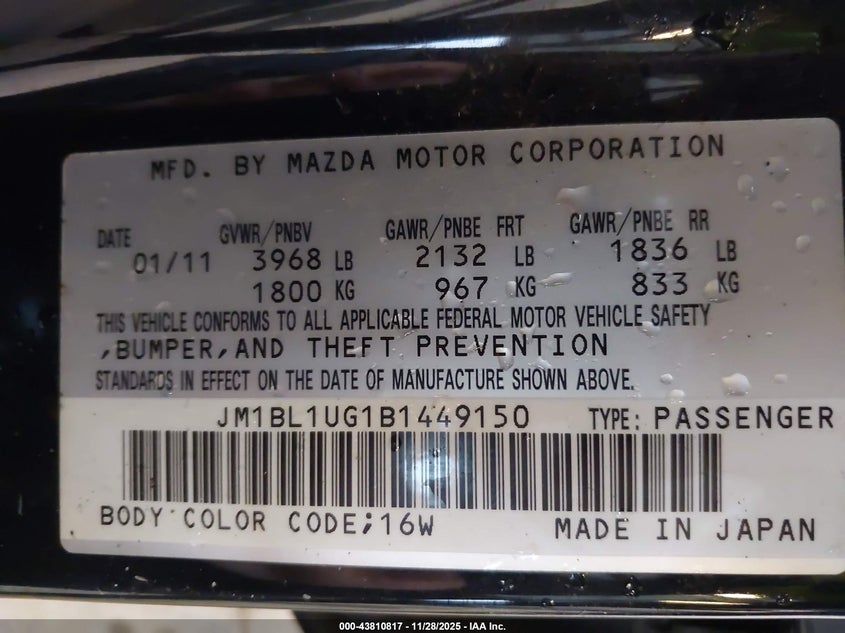 MFD. BY MAZDA MOTOR CORPORATION
DATE GVWR/PNBV GAWR/PNBE FRT GAWR/PNBE RR
01/11 3968 LB 2132 LB 1836 LB
1800 KG 967 KG 833 KG
THIS VEHICLE CONFORMS TO ALL APPLICABLE FEDERAL MOTOR VEHICLE SAFETY
,BUMPER,AND THEFT PREVENTION
STANDARDS IN EFFECT ON THE DATE OF MANUFACTURE SHOWN ABOVE.
JM1BL1UG1B1449150 TYPE: PASSENGER
BODY COLOR CODE;16W MADE IN JAPAN
000-43810817 - 11/28/2025 - IAA Inc.